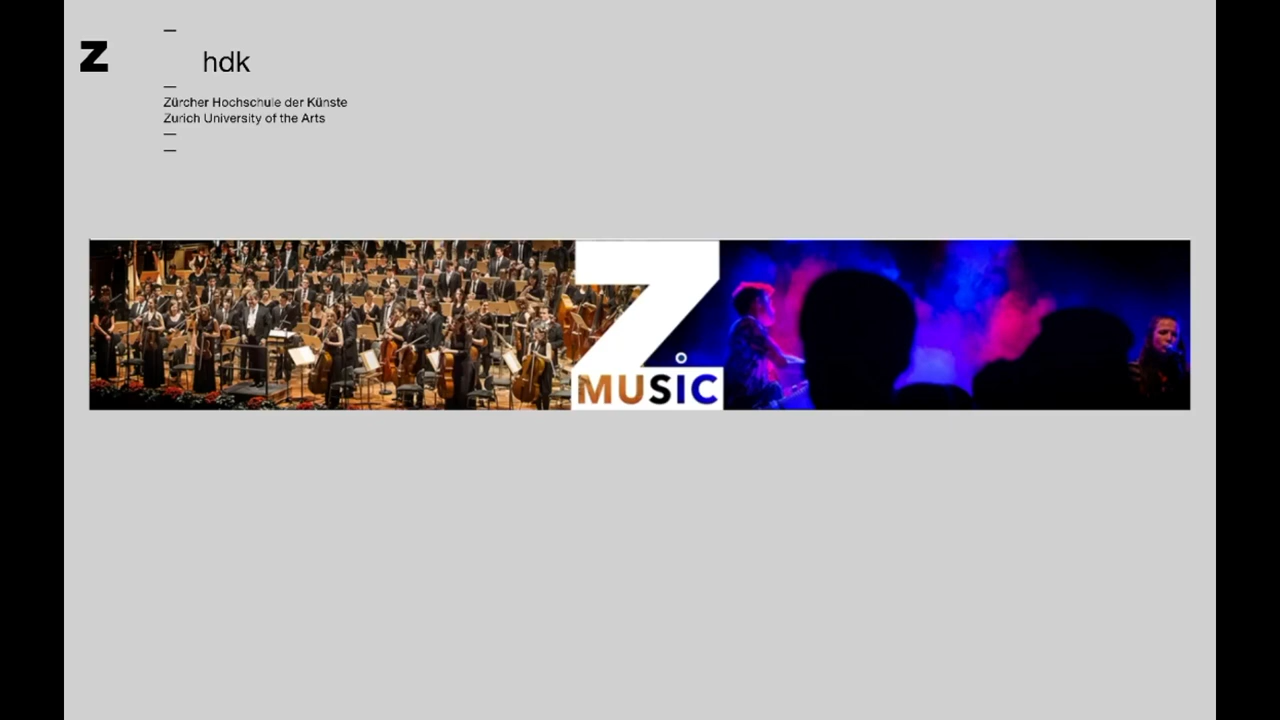 Z hdk
Zürcher Hochschule der Künste
Zurich University of the Arts
Z
MUSIC